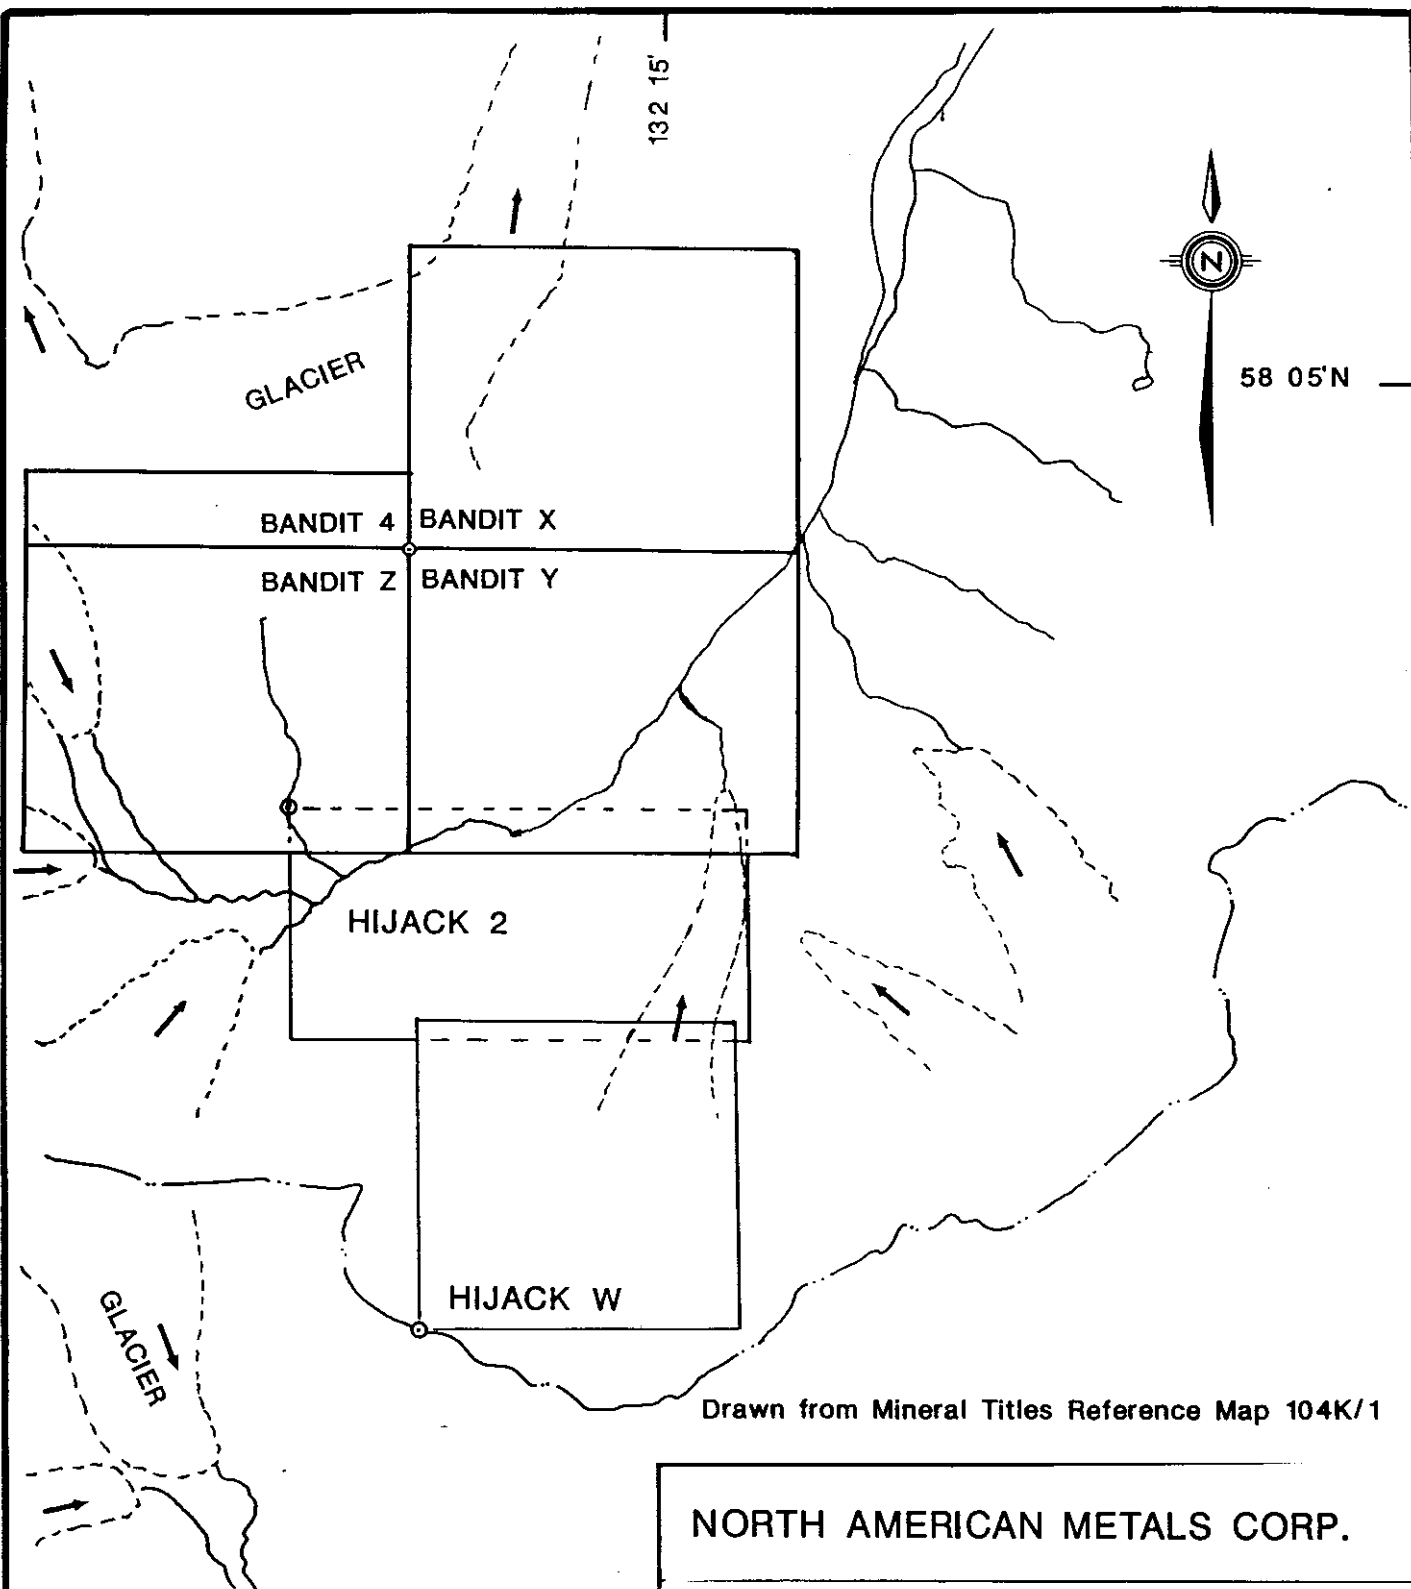 132 15'
N
GLACIER
58 05'N
BANDIT 4
BANDIT X
BANDIT Z
BANDIT Y
HIJACK 2
HIJACK W
GLACIER
Drawn from Mineral Titles Reference Map 104K/1
NORTH AMERICAN METALS CORP.